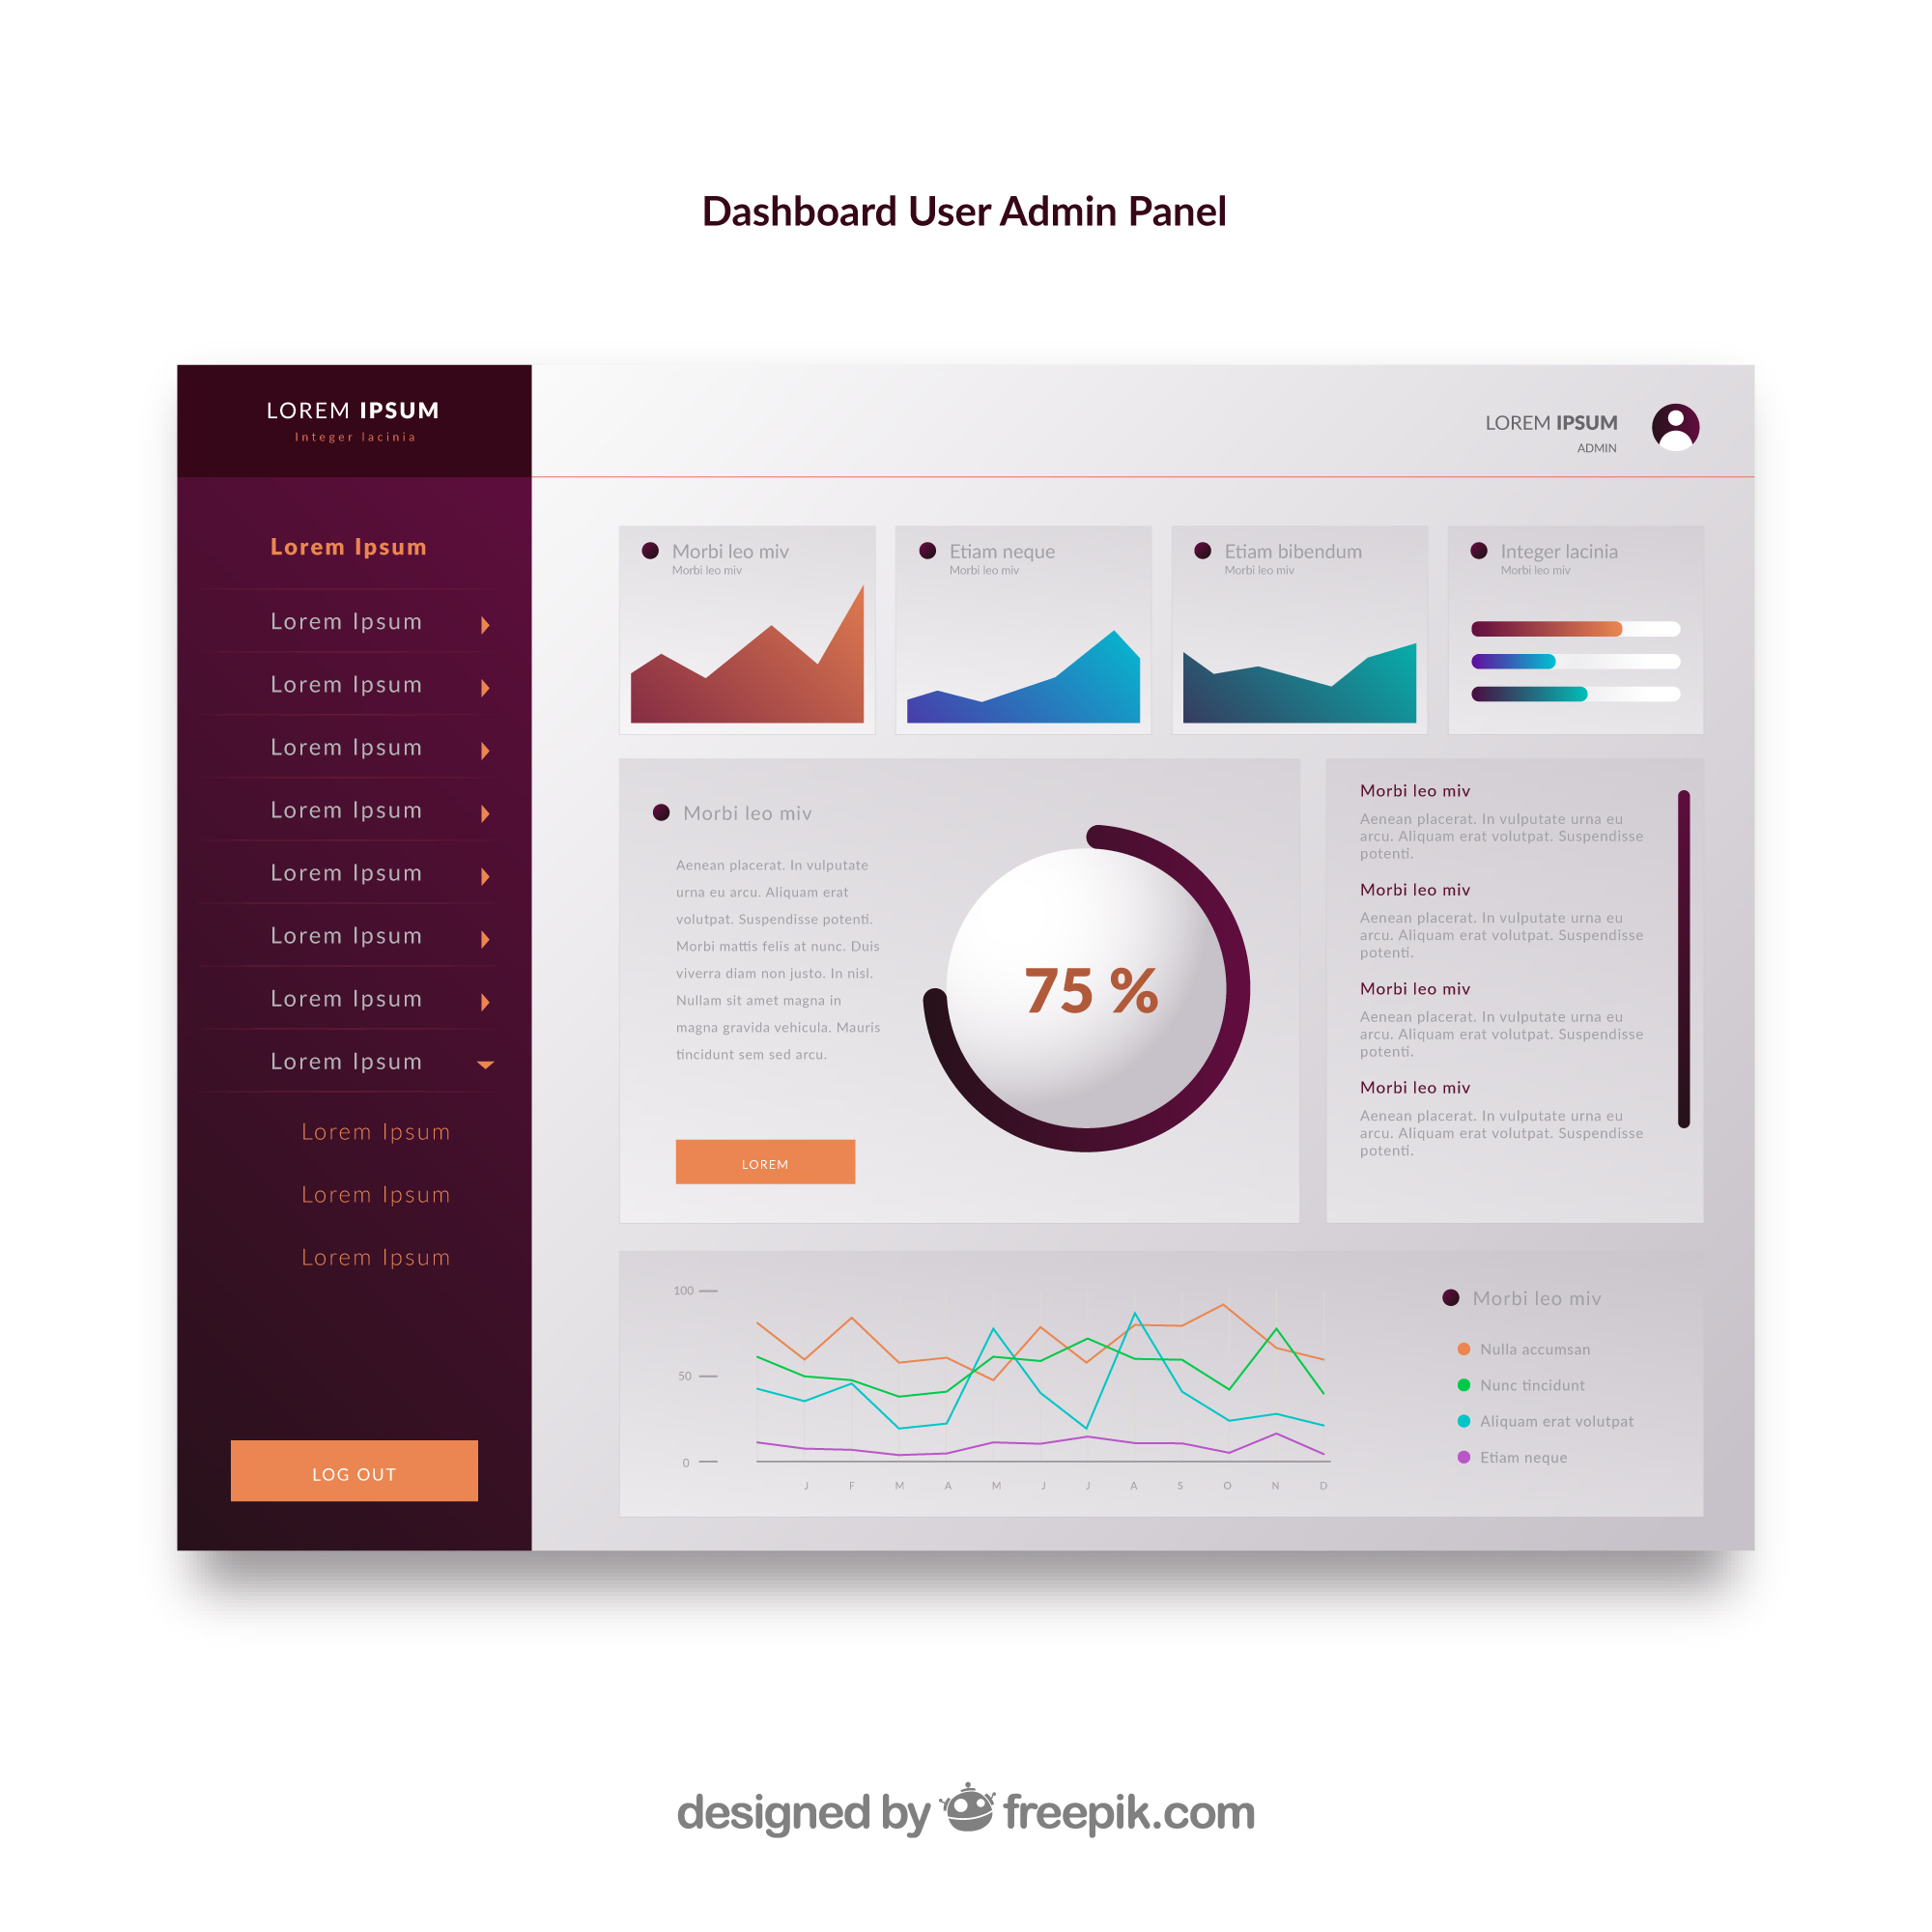 Dashboard User Admin Panel
LOREM IPSUM
Integer lacinia
LOREM IPSUM
ADMIN
Lorem Ipsum
Lorem Ipsum
Lorem Ipsum
Lorem Ipsum
Lorem Ipsum
Lorem Ipsum
Lorem Ipsum
Lorem Ipsum
Lorem Ipsum
Lorem Ipsum
Lorem Ipsum
Lorem Ipsum
LOG OUT
Morbi leo miv
Morbi leo miv
Etiam neque
Morbi leo miv
Etiam bibendum
Morbi leo miv
Integer lacinia
Morbi leo miv
Morbi leo miv
Aenean placerat. In vulputate
urna eu arcu. Aliquam erat
volutpat. Suspendisse potenti.
Morbi mattis felis at nunc. Duis
viverra diam non justo. In nisl.
Nullam sit amet magna in
magna gravida vehicula. Mauris
tincidunt sem sed arcu.
LOREM
75 %
Morbi leo miv
Aenean placerat. In vulputate urna eu
arcu. Aliquam erat volutpat. Suspendisse
potenti.
Morbi leo miv
Aenean placerat. In vulputate urna eu
arcu. Aliquam erat volutpat. Suspendisse
potenti.
Morbi leo miv
Aenean placerat. In vulputate urna eu
arcu. Aliquam erat volutpat. Suspendisse
potenti.
Morbi leo miv
Aenean placerat. In vulputate urna eu
arcu. Aliquam erat volutpat. Suspendisse
potenti.
100
50
0
J F M A M J J A S O N D
Morbi leo miv
Nulla accumsan
Nunc tincidunt
Aliquam erat volutpat
Etiam neque
designed by freepik.com